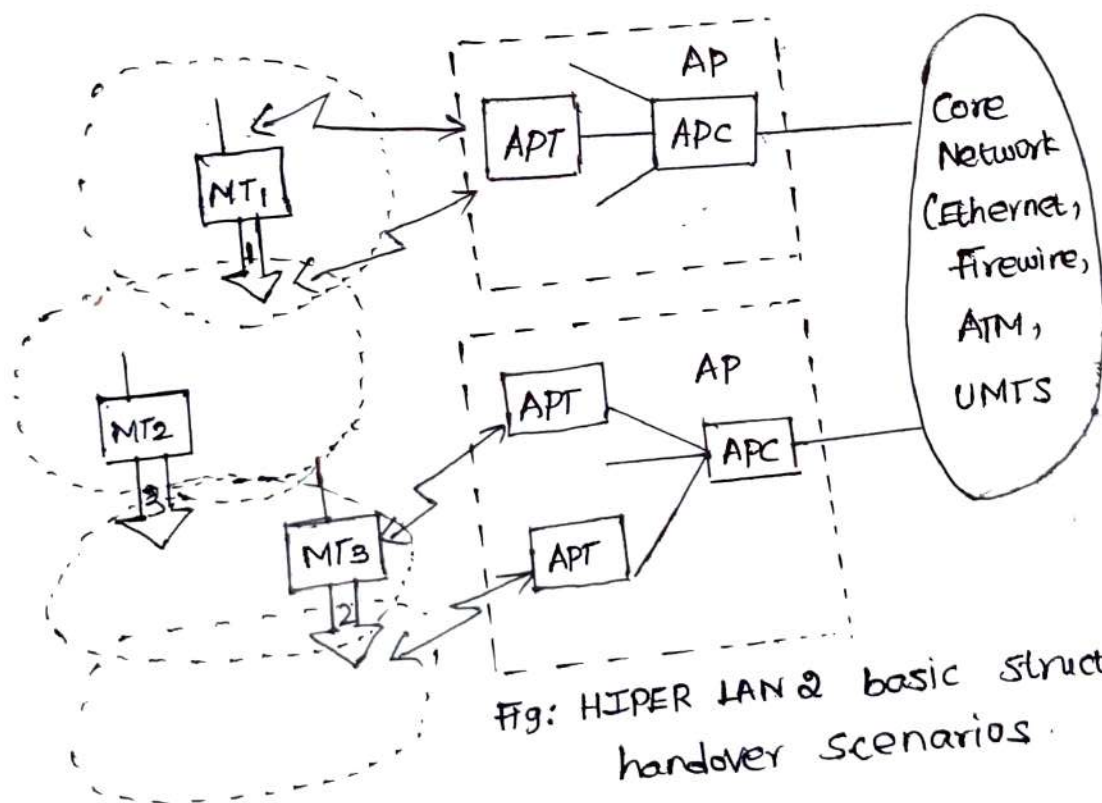 AP
APT
APC
MT1
1
Core
Network
(Ethernet,
Firewire,
ATM,
UMTS
AP
APT
APC
APT
MT2
3
MT3
2
Fig: HIPER LAN 2 basic struct
handover scenarios.